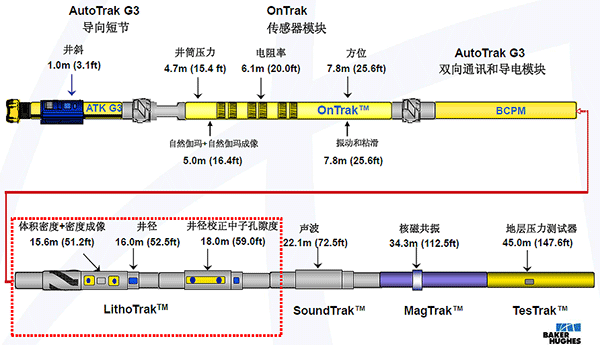 AutoTrak G3
导向短节
OnTrak
传感器模块
AutoTrak G3
双向通讯和导电模块
井斜
1.0m (3.1ft)
井筒压力
4.7m (15.4 ft)
电阻率
6.1m (20.0ft)
方位
7.8m (25.6ft)
ATK G3
OnTrak™
BCPM
自然伽玛+自然伽玛成像
5.0m (16.4ft)
振动和粘滑
7.8m (25.6ft)
体积密度+密度成像
15.6m (51.2ft)
井径
16.0m (52.5ft)
井径校正中子孔隙度
18.0m (59.0ft)
声波
22.1m (72.5ft)
核磁共振
34.3m (112.5ft)
地层压力测试器
45.0m (147.6ft)
LithoTrak™
SoundTrak™
MagTrak™
TesTrak™
BAKER
HUGHES